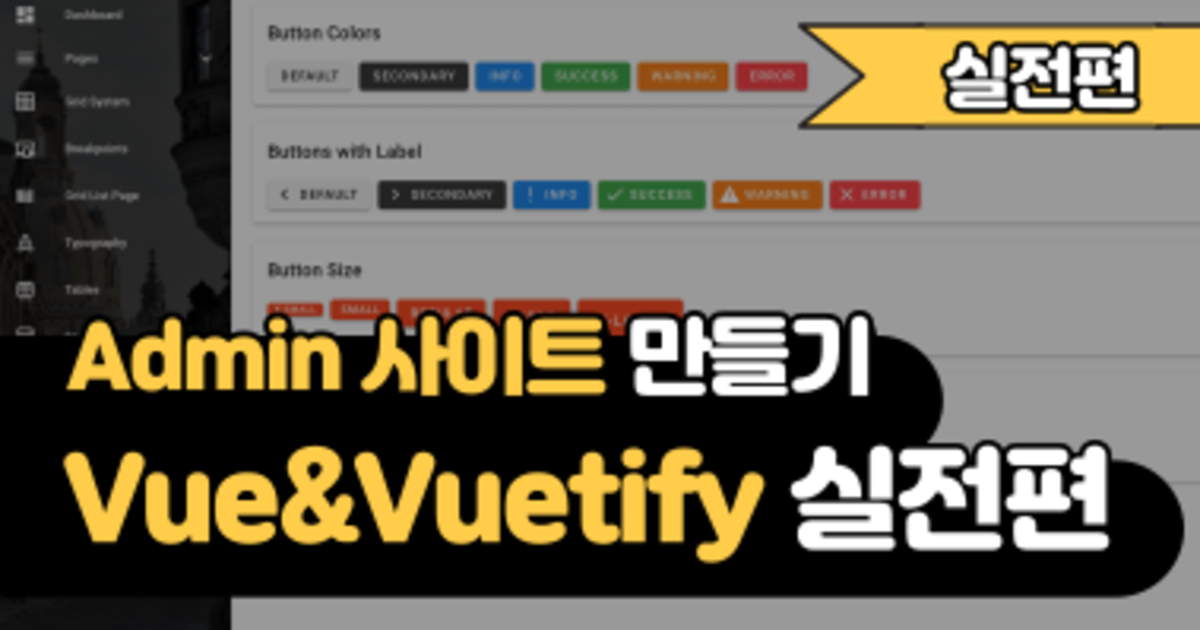 Dashboard
Pages
Grid System
Breakpoints
Grid List Page
Typography
Tables
Button Colors
DEFAULT SECONDARY INFO SUCCESS WARNING ERROR
실전편
Buttons with Label
DEFAULT SECONDARY INFO SUCCESS WARNING ERROR
Button Size
SMALL
Admin 사이트 만들기
Vue&Vuetify 실전편